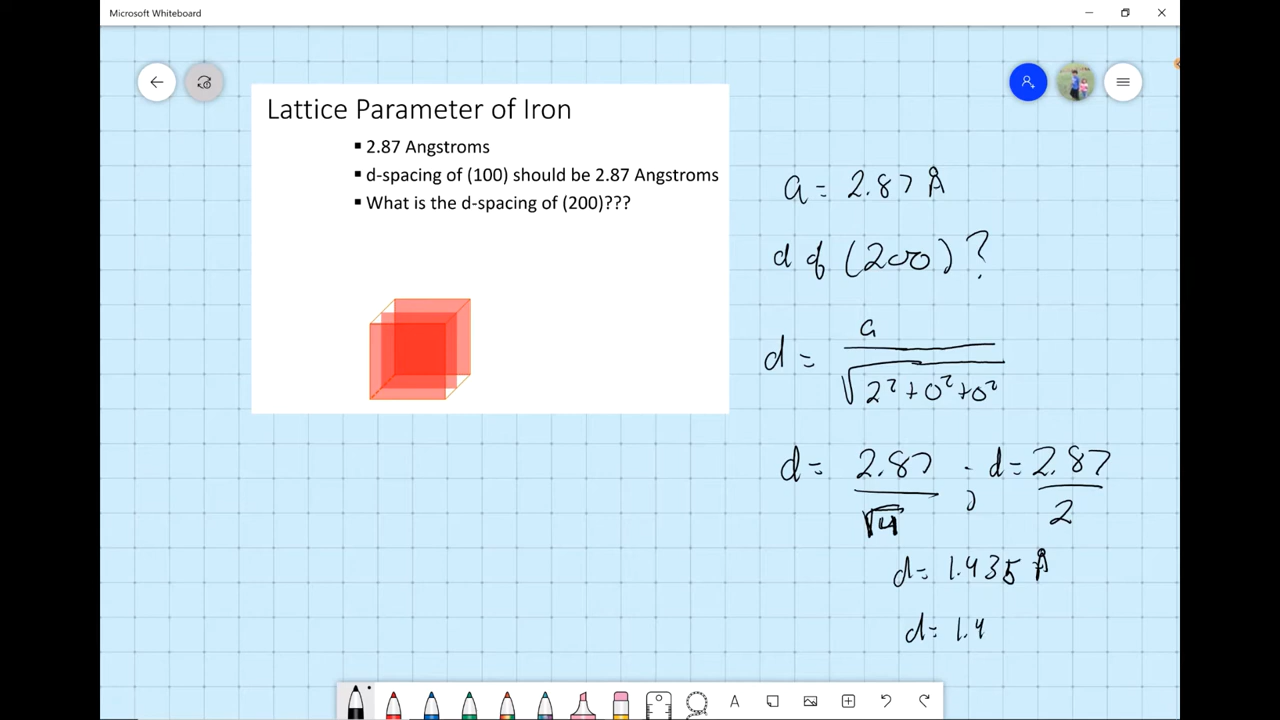 Microsoft Whiteboard
Lattice Parameter of Iron
▪ 2.87 Angstroms
▪ d-spacing of (100) should be 2.87 Angstroms
▪ What is the d-spacing of (200)???
a = 2.87 Å
d of (200)?
d = a / √(2² + 0² + 0²)
d = 2.87 / √4 ; d = 2.87 / 2
d = 1.435 Å
d = 1.4
A